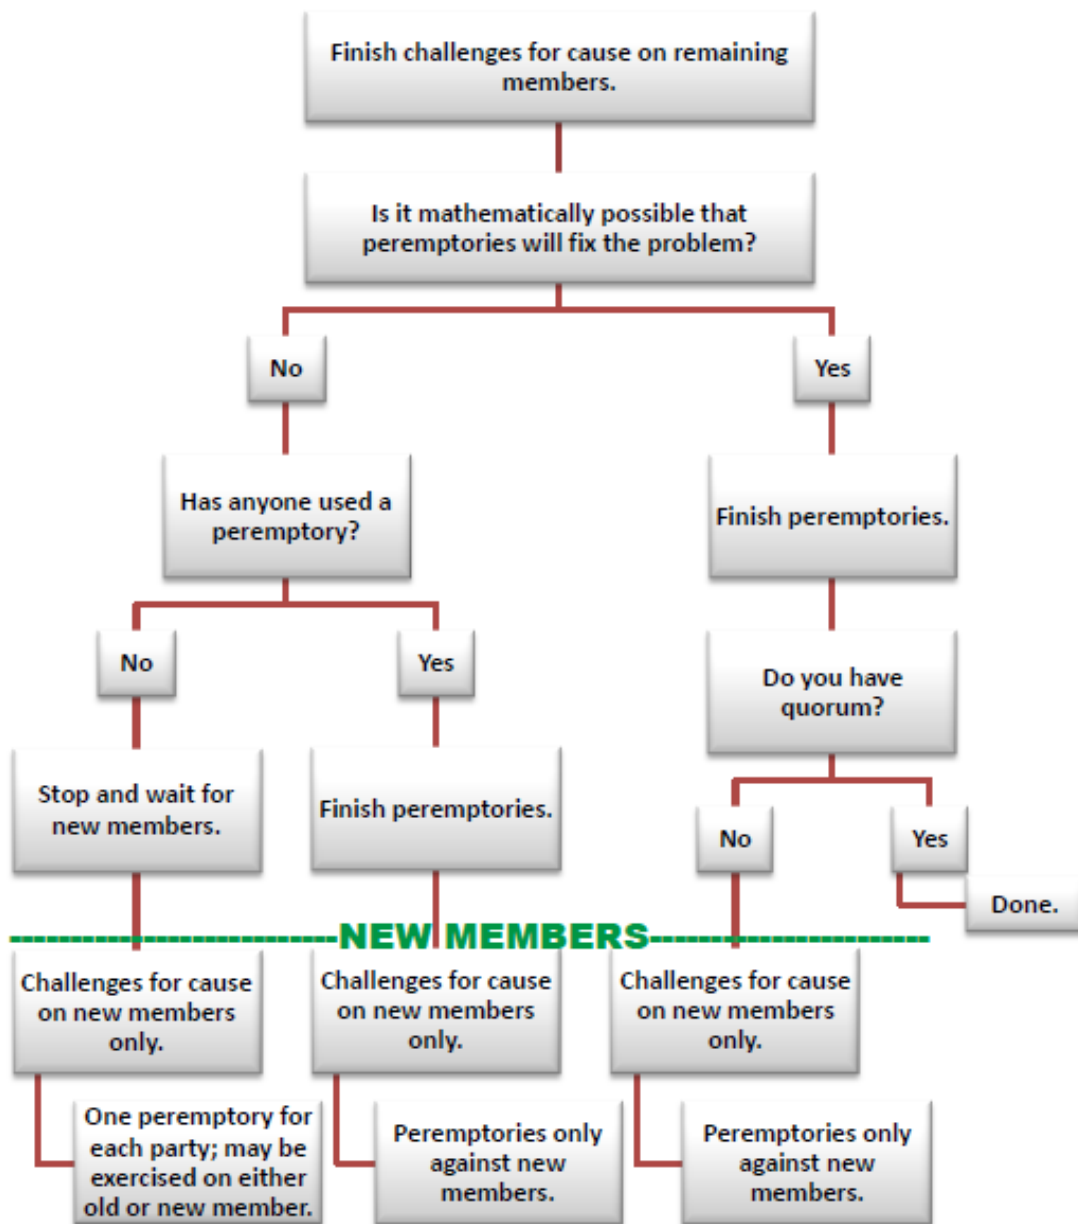 Finish challenges for cause on remaining
members.
Is it mathematically possible that
peremptories will fix the problem?
No
Yes
Has anyone used a
peremptory?
Finish peremptories.
No
Yes
Do you have
quorum?
Stop and wait for
new members.
Finish peremptories.
No
Yes
Done.
NEW MEMBERS
Challenges for cause
on new members
only.
Challenges for cause
on new members
only.
Challenges for cause
on new members
only.
One peremptory for
each party; may be
exercised on either
old or new member.
Peremptories only
against new
members.
Peremptories only
against new
members.